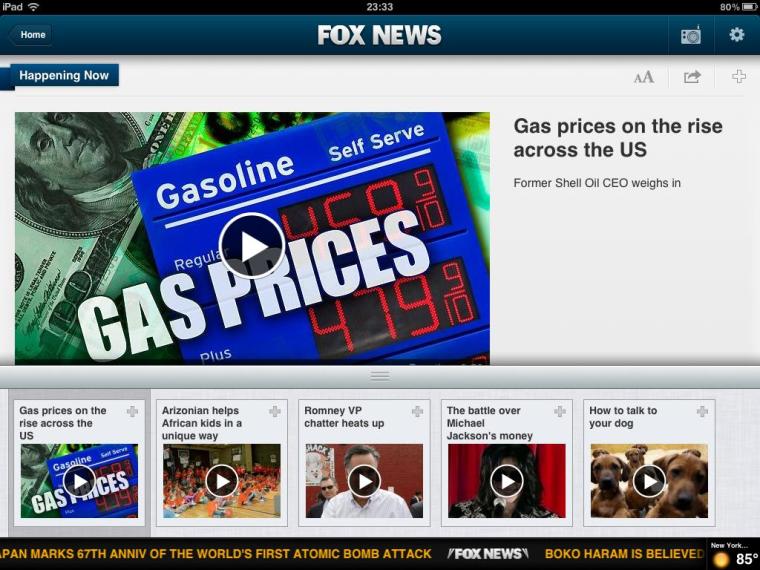 iPad
23:33
80%
Home
FOX NEWS
Happening Now
AA
Gasoline Self Serve
Regular
GAS PRICES
479 9/10
Plus
Gas prices on the rise
across the US
Former Shell Oil CEO weighs in
Gas prices on the
rise across the
US
Gasoline Self Serve
GAS PRICES
Arizonian helps
African kids in a
unique way
Romney VP
chatter heats up
The battle over
Michael
Jackson's money
How to talk to
your dog
APAN MARKS 67TH ANNIV OF THE WORLD'S FIRST ATOMIC BOMB ATTACK /FOX NEWS\ BOKO HARAM IS BELIEVED
New York...
85°